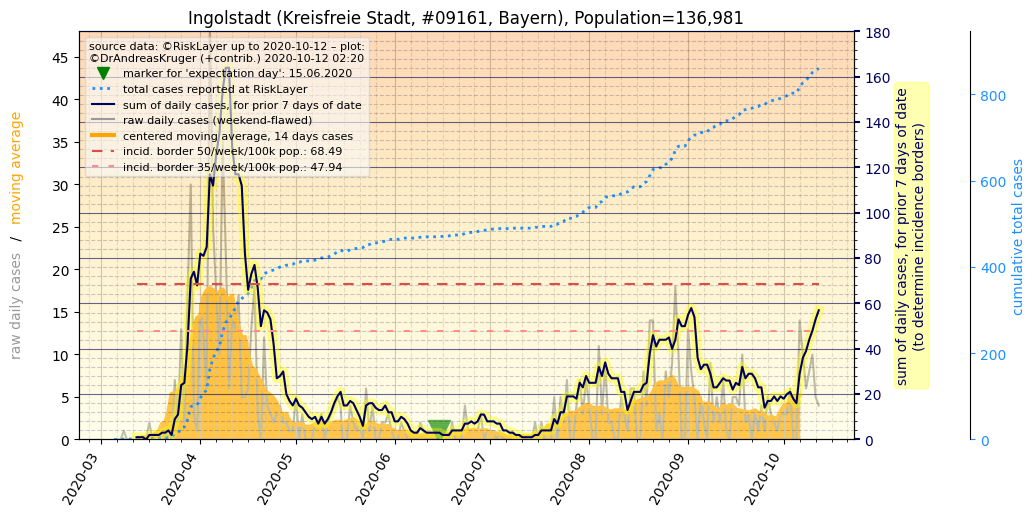 Ingolstadt (Kreisfreie Stadt, #09161, Bayern), Population=136,981
source data: ©RiskLayer up to 2020-10-12 – plot:
©DrAndreasKruger (+contrib.) 2020-10-12 02:20
marker for 'expectation day': 15.06.2020
total cases reported at RiskLayer
sum of daily cases, for prior 7 days of date
raw daily cases (weekend-flawed)
centered moving average, 14 days cases
incid. border 50/week/100k pop.: 68.49
incid. border 35/week/100k pop.: 47.94
raw daily cases / moving average
45
40
35
30
25
20
15
10
5
0
2020-03
2020-04
2020-05
2020-06
2020-07
2020-08
2020-09
2020-10
180
160
140
120
100
80
60
40
20
0
sum of daily cases, for prior 7 days of date
(to determine incidence borders)
800
600
400
200
0
cumulative total cases